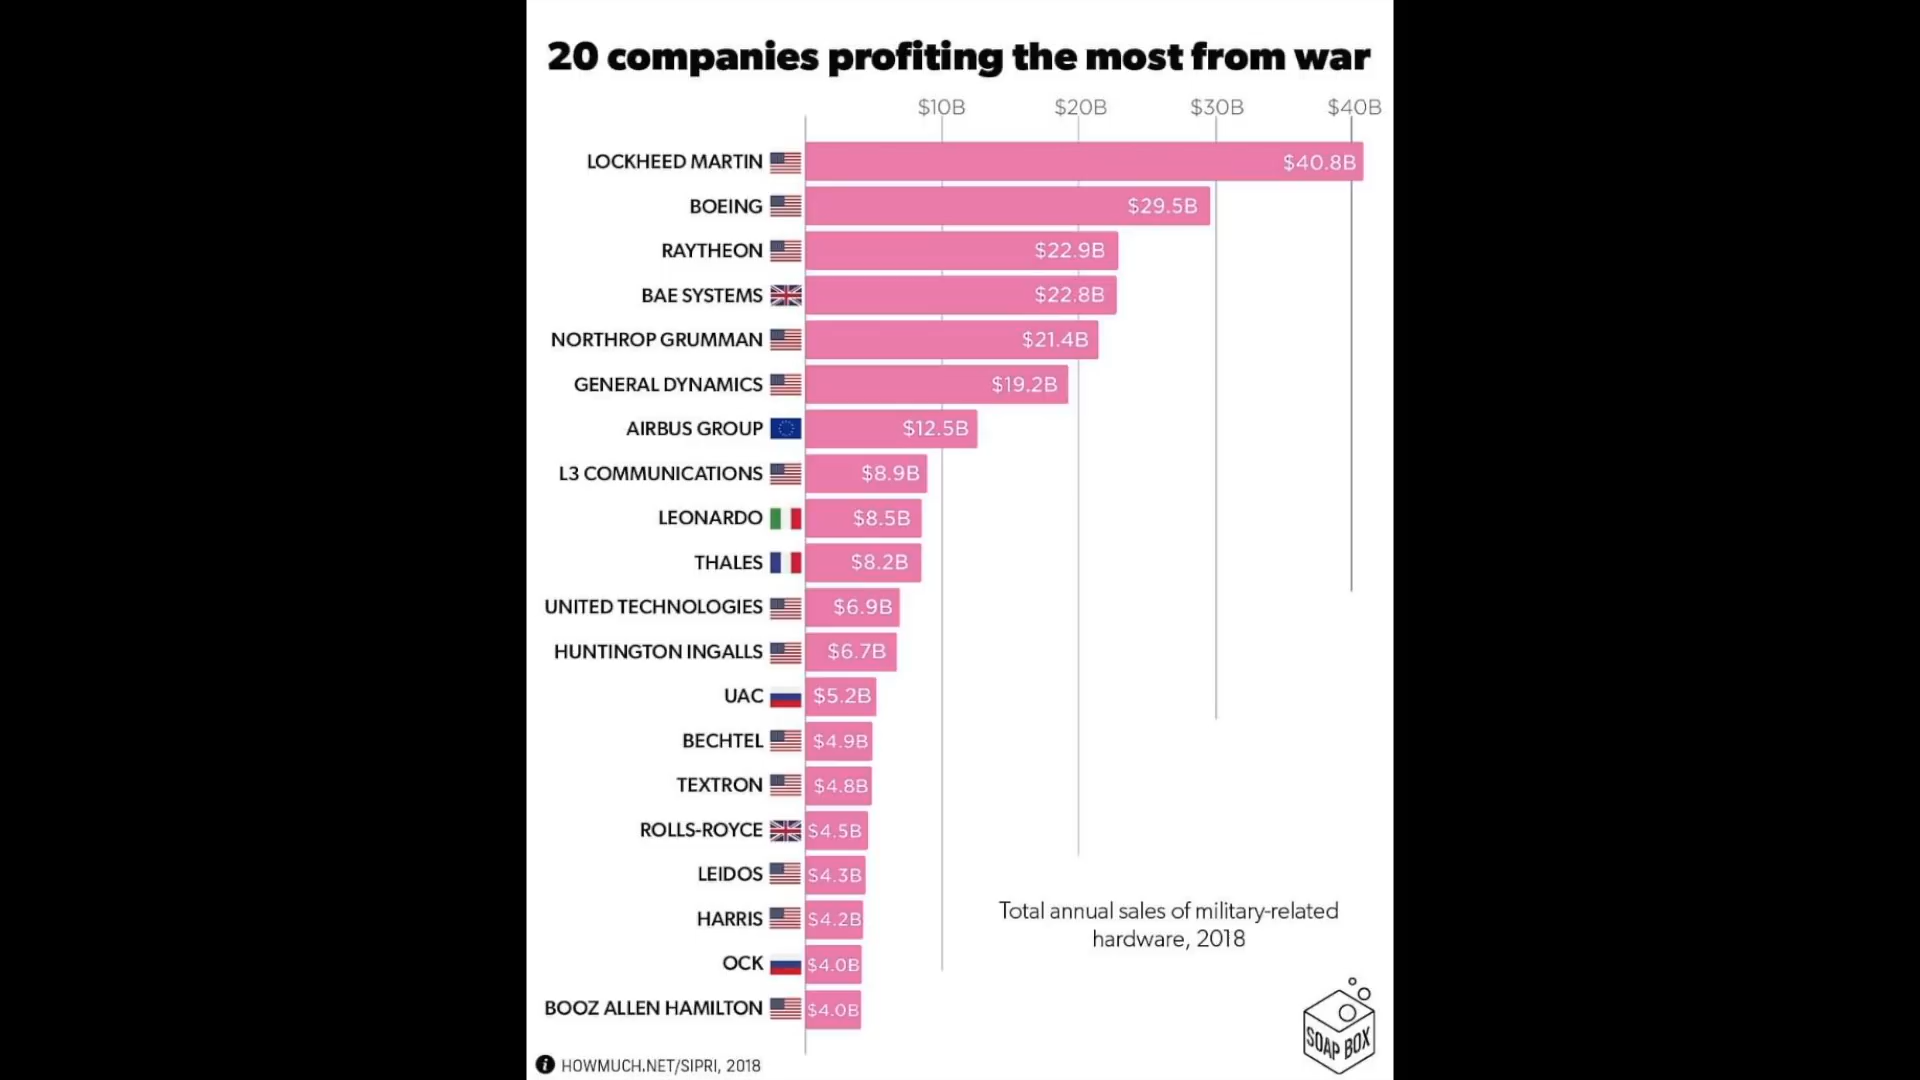 20 companies profiting the most from war
$10B $20B $30B $40B
LOCKHEED MARTIN $40.8B
BOEING $29.5B
RAYTHEON $22.9B
BAE SYSTEMS $22.8B
NORTHROP GRUMMAN $21.4B
GENERAL DYNAMICS $19.2B
AIRBUS GROUP $12.5B
L3 COMMUNICATIONS $8.9B
LEONARDO $8.5B
THALES $8.2B
UNITED TECHNOLOGIES $6.9B
HUNTINGTON INGALLS $6.7B
UAC $5.2B
BECHTEL $4.9B
TEXTRON $4.8B
ROLLS-ROYCE $4.5B
LEIDOS $4.3B
HARRIS $4.2B
OCK $4.0B
BOOZ ALLEN HAMILTON $4.0B
Total annual sales of military-related
hardware, 2018
SOAP BOX
i HOWMUCH.NET/SIPRI, 2018